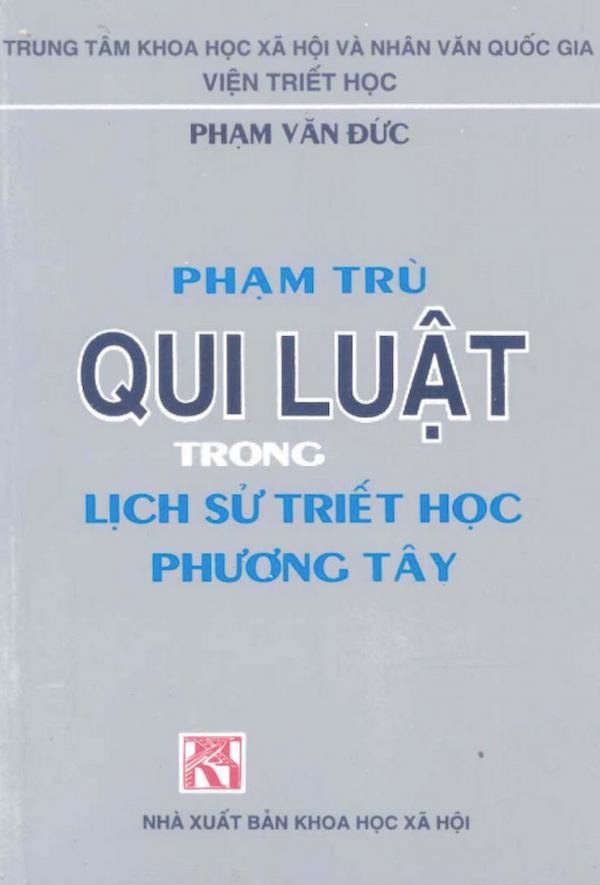 TRUNG TÂM KHOA HỌC XÃ HỘI VÀ NHÂN VĂN QUỐC GIA
VIỆN TRIẾT HỌC
PHẠM VĂN ĐỨC
PHẠM TRÙ
QUI LUẬT
TRONG
LỊCH SỬ TRIẾT HỌC
PHƯƠNG TÂY
NHÀ XUẤT BẢN KHOA HỌC XÃ HỘI